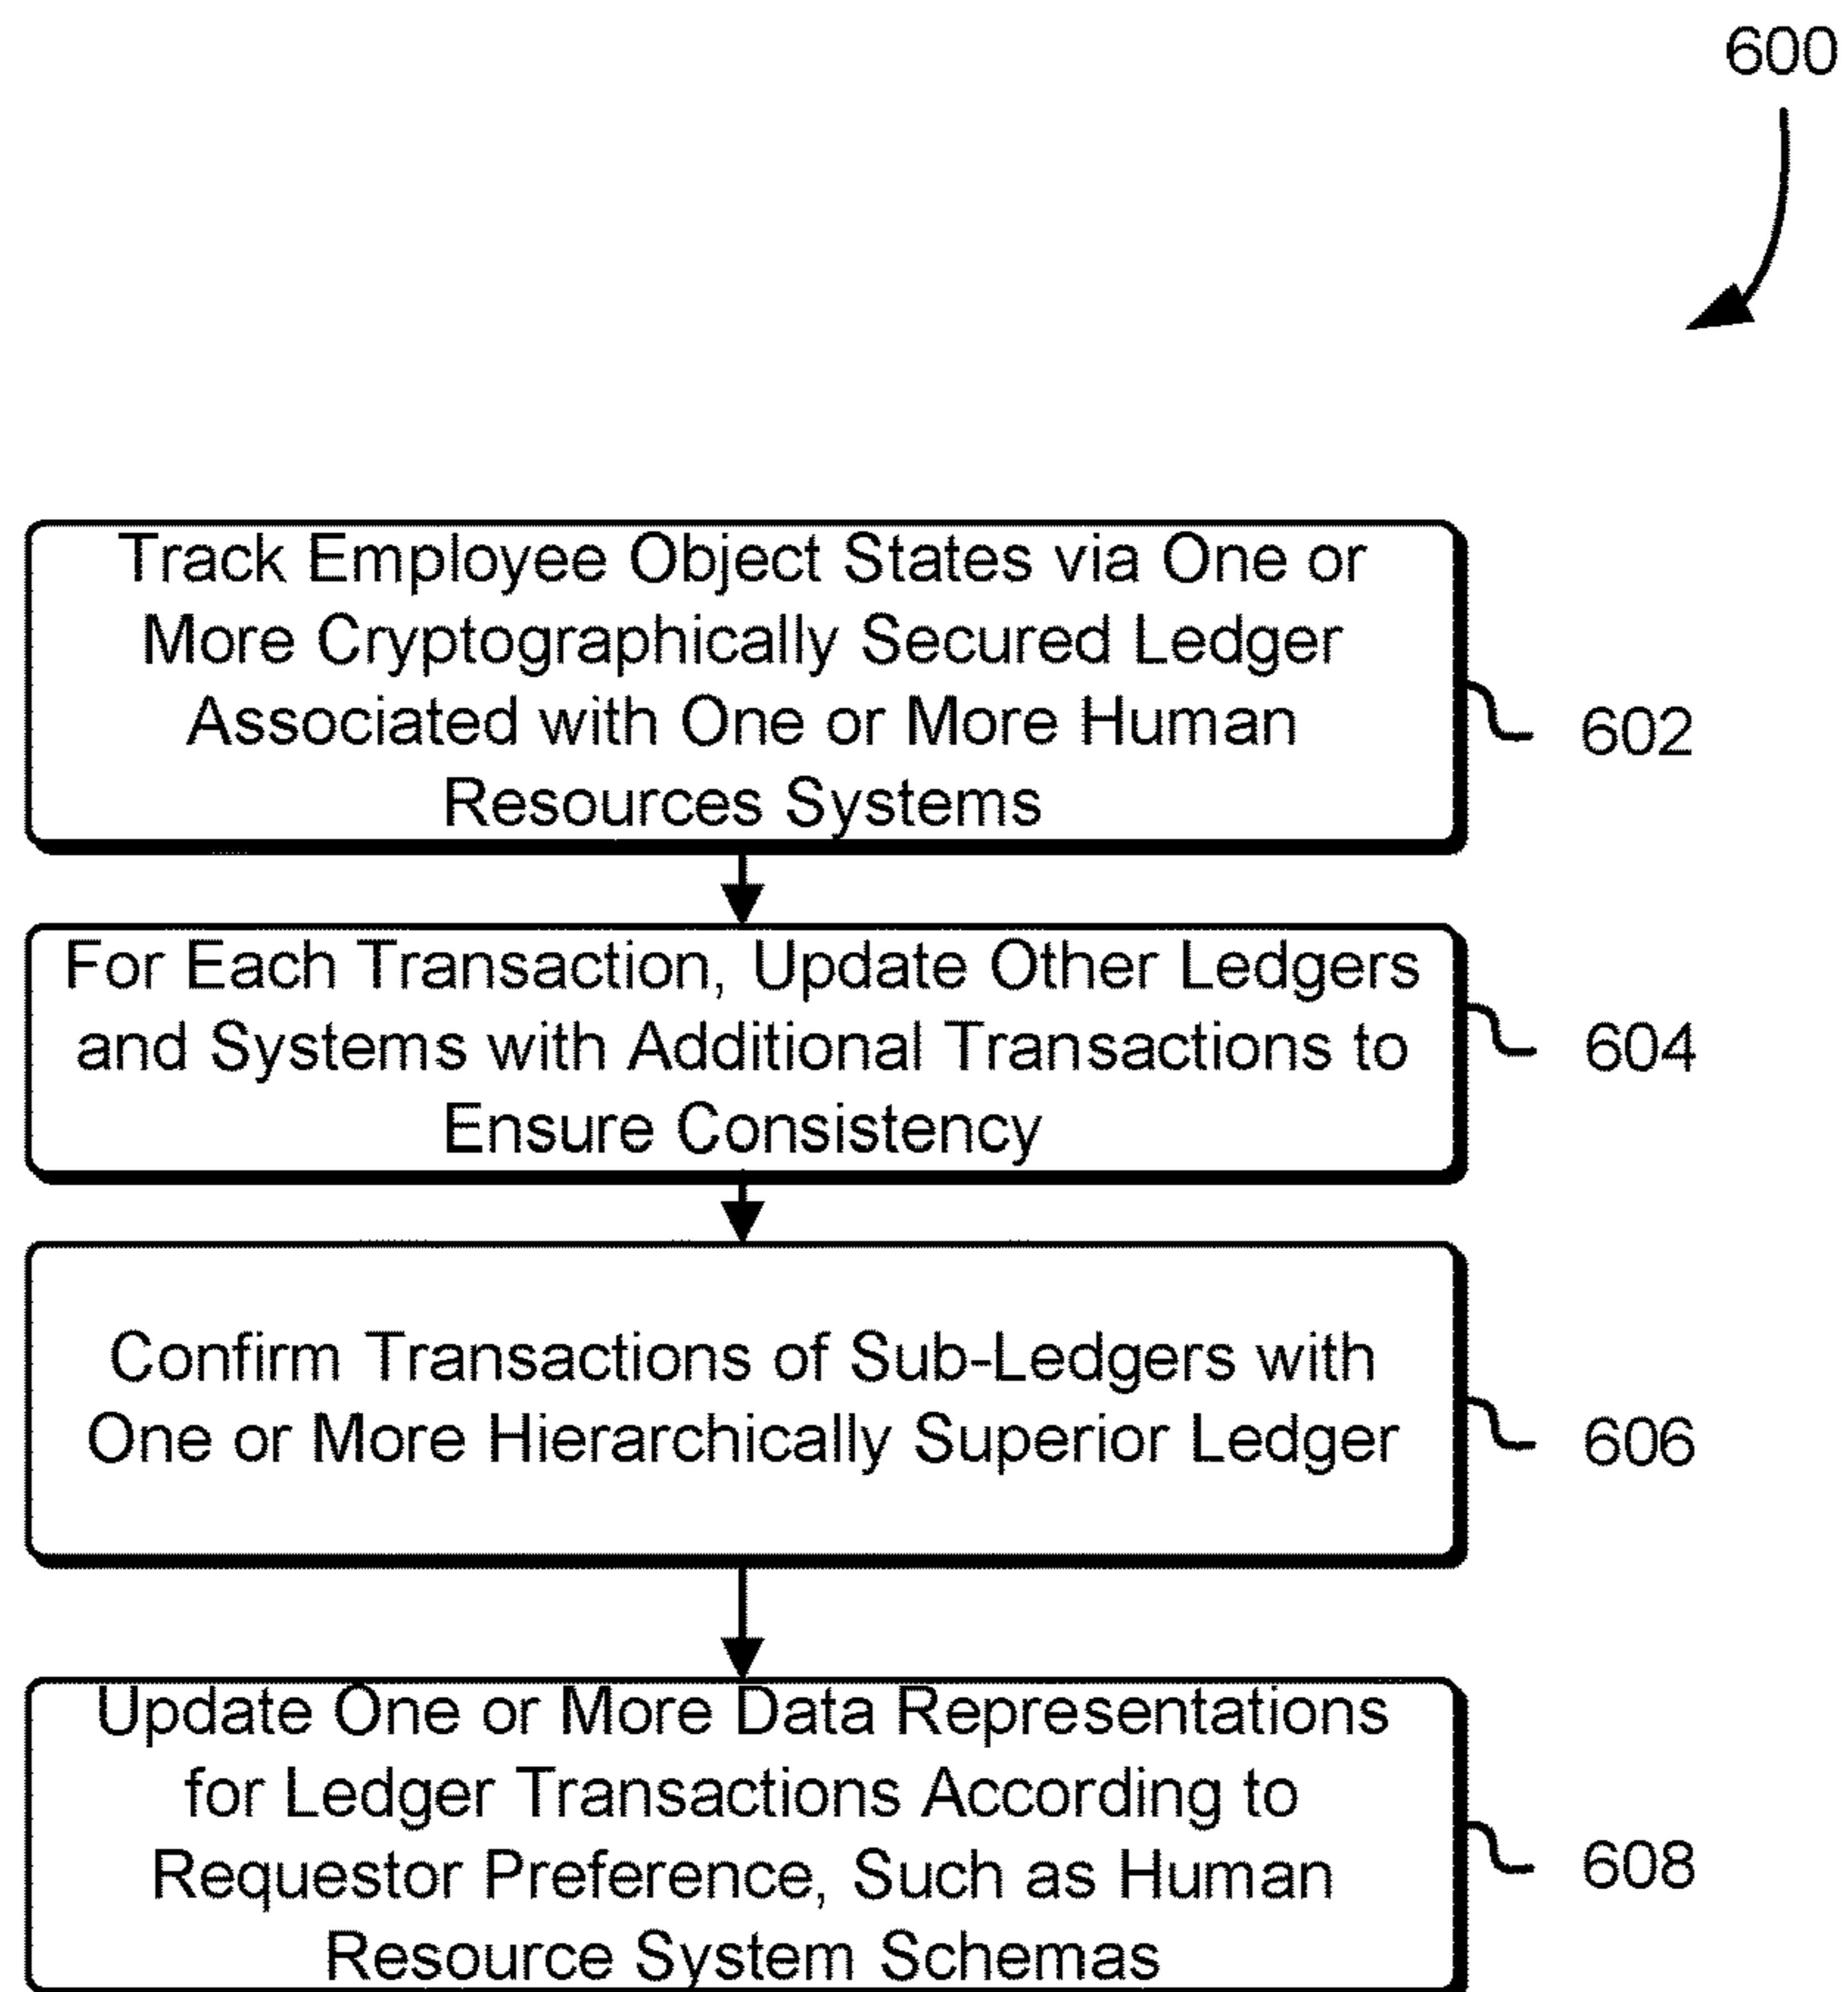 600
Track Employee Object States via One or
More Cryptographically Secured Ledger
Associated with One or More Human
Resources Systems
602
For Each Transaction, Update Other Ledgers
and Systems with Additional Transactions to
Ensure Consistency
604
Confirm Transactions of Sub-Ledgers with
One or More Hierarchically Superior Ledger
606
Update One or More Data Representations
for Ledger Transactions According to
Requestor Preference, Such as Human
Resource System Schemas
608